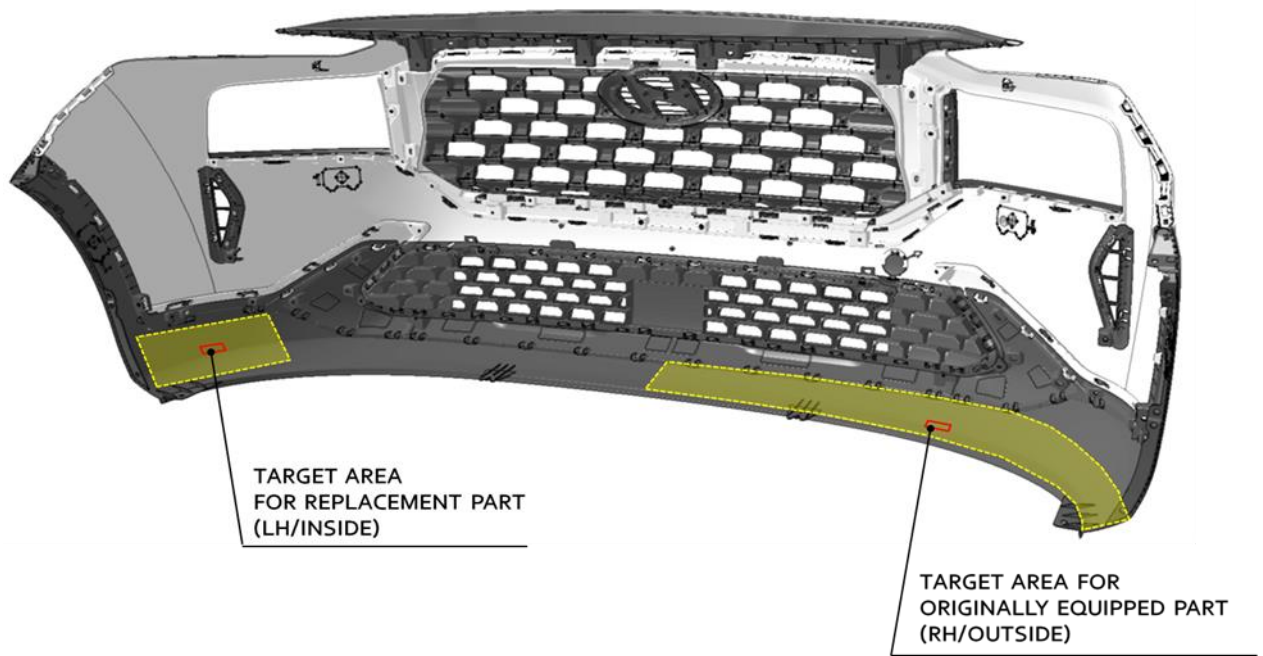 TARGET AREA
FOR REPLACEMENT PART
(LH/INSIDE)
TARGET AREA FOR
ORIGINALLY EQUIPPED PART
(RH/OUTSIDE)